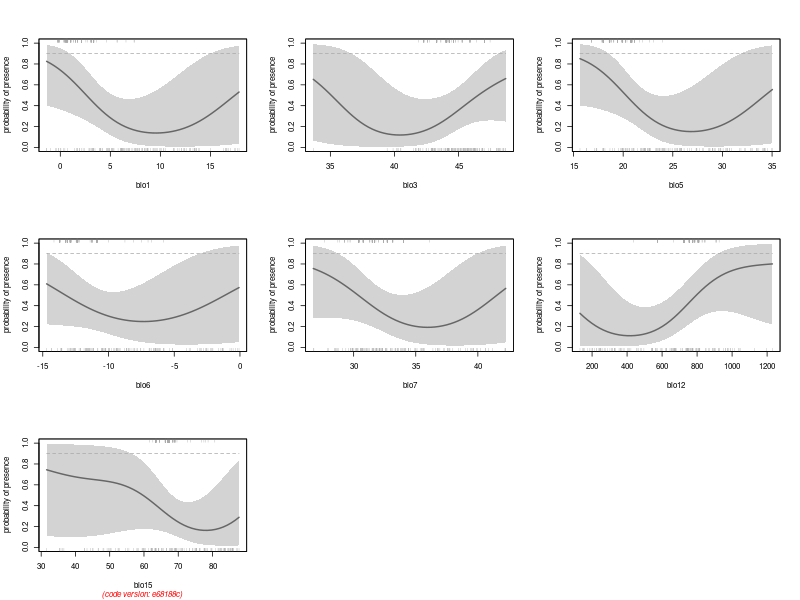 probability of presence
0.0 0.2 0.4 0.6 0.8 1.0
0 5 10 15
bio1
probability of presence
0.0 0.2 0.4 0.6 0.8 1.0
35 40 45
bio3
probability of presence
0.0 0.2 0.4 0.6 0.8 1.0
15 20 25 30 35
bio5
probability of presence
0.0 0.2 0.4 0.6 0.8 1.0
-15 -10 -5 0
bio6
probability of presence
0.0 0.2 0.4 0.6 0.8 1.0
30 35 40
bio7
probability of presence
0.0 0.2 0.4 0.6 0.8 1.0
200 400 600 800 1000 1200
bio12
probability of presence
0.0 0.2 0.4 0.6 0.8 1.0
30 40 50 60 70 80
bio15
(code version: e68188c)